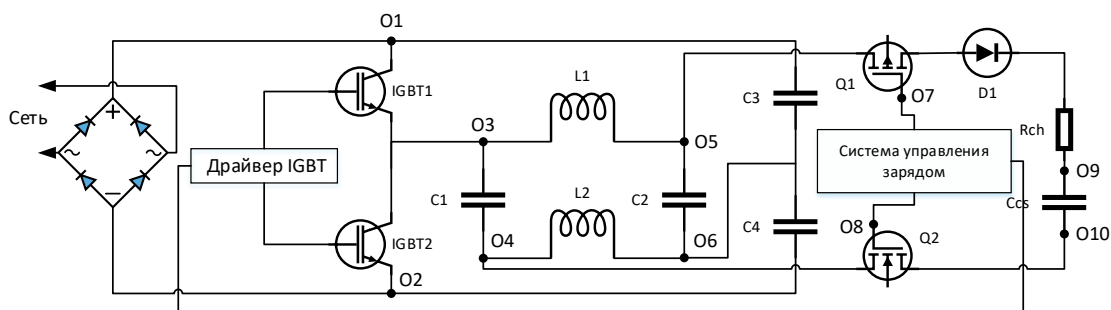 O1
L1
Q1
D1
C3
IGBT1
O7
Сеть
+
~
~
O3
O5
Rch
Драйвер IGBT
Система управления
зарядом
O9
C1
L2
C2
Ccs
−
IGBT2
O4
O6
C4
O8
Q2
O10
O2